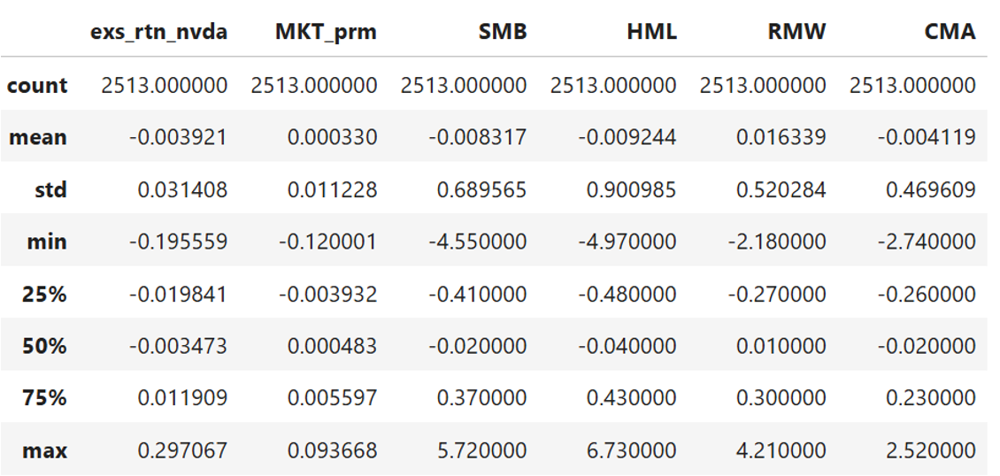 exs_rtn_nvda MKT_prm SMB HML RMW CMA
count 2513.000000 2513.000000 2513.000000 2513.000000 2513.000000 2513.000000
mean -0.003921 0.000330 -0.008317 -0.009244 0.016339 -0.004119
std 0.031408 0.011228 0.689565 0.900985 0.520284 0.469609
min -0.195559 -0.120001 -4.550000 -4.970000 -2.180000 -2.740000
25% -0.019841 -0.003932 -0.410000 -0.480000 -0.270000 -0.260000
50% -0.003473 0.000483 -0.020000 -0.040000 0.010000 -0.020000
75% 0.011909 0.005597 0.370000 0.430000 0.300000 0.230000
max 0.297067 0.093668 5.720000 6.730000 4.210000 2.520000